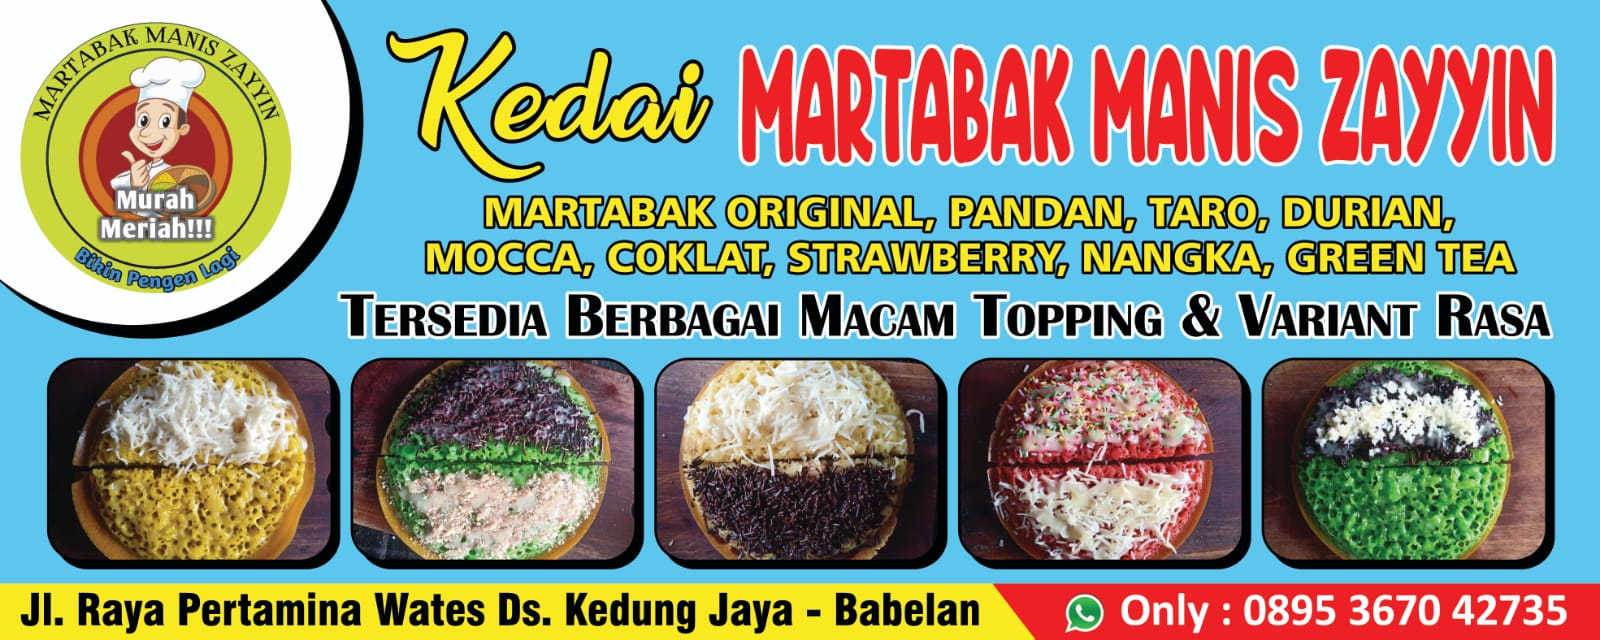 MARTABAK MANIS ZAYYIN
Murah
Meriah!!!
Bikin Pengen Lagi
Kedai MARTABAK MANIS ZAYYIN
MARTABAK ORIGINAL, PANDAN, TARO, DURIAN,
MOCCA, COKLAT, STRAWBERRY, NANGKA, GREEN TEA
TERSEDIA BERBAGAI MACAM TOPPING & VARIANT RASA
Jl. Raya Pertamina Wates Ds. Kedung Jaya - Babelan
Only : 0895 3670 42735